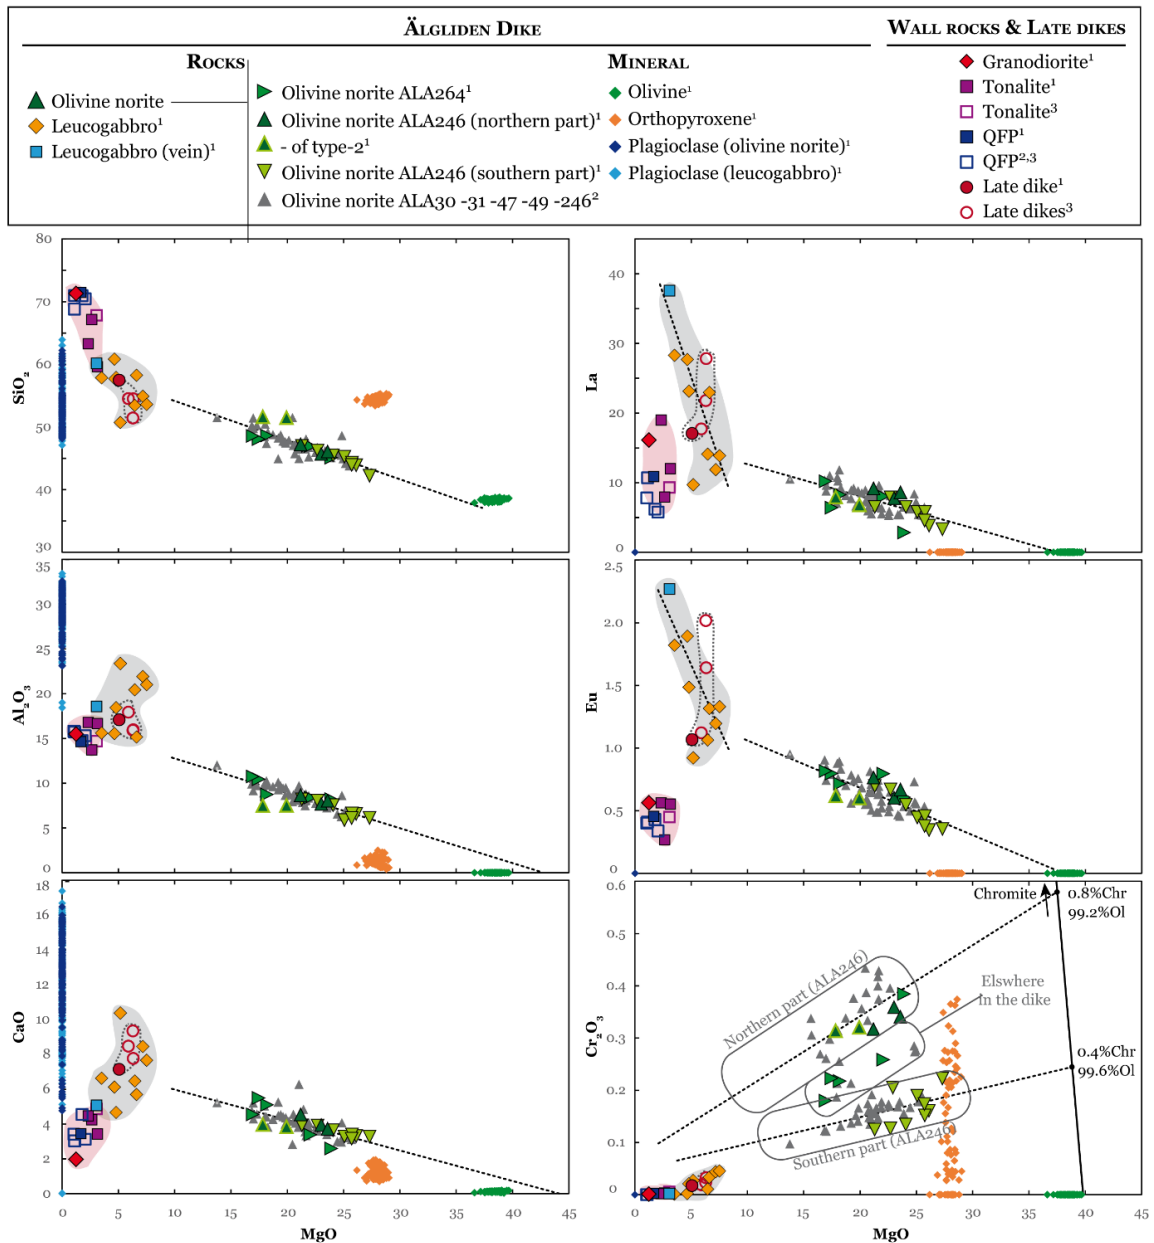 ÄLGLIDEN DIKE
WALL ROCKS & LATE DIKES
ROCKS
MINERAL
Olivine norite
Leucogabbro¹
Leucogabbro (vein)¹
Olivine norite ALA264¹
Olivine norite ALA246 (northern part)¹
- of type-2¹
Olivine norite ALA246 (southern part)¹
Olivine norite ALA30 -31 -47 -49 -246²
Olivine¹
Orthopyroxene¹
Plagioclase (olivine norite)¹
Plagioclase (leucogabbro)¹
Granodiorite¹
Tonalite¹
Tonalite³
QFP¹
QFP²,³
Late dike¹
Late dikes³
80
70
60
50
40
30
SiO₂
40
30
20
10
0
La
35
30
25
20
15
10
5
0
Al₂O₃
2.5
2.0
1.5
1.0
0.5
0
Eu
18
16
14
12
10
8
6
4
2
0
CaO
0 5 10 15 20 25 30 35 40 45
MgO
0.6
0.5
0.4
0.3
0.2
0.1
0
Cr₂O₃
Chromite
0.8%Chr
99.2%Ol
Northern part (ALA246)
Elswhere
in the dike
0.4%Chr
99.6%Ol
Southern part (ALA246)
0 5 10 15 20 25 30 35 40 45
MgO